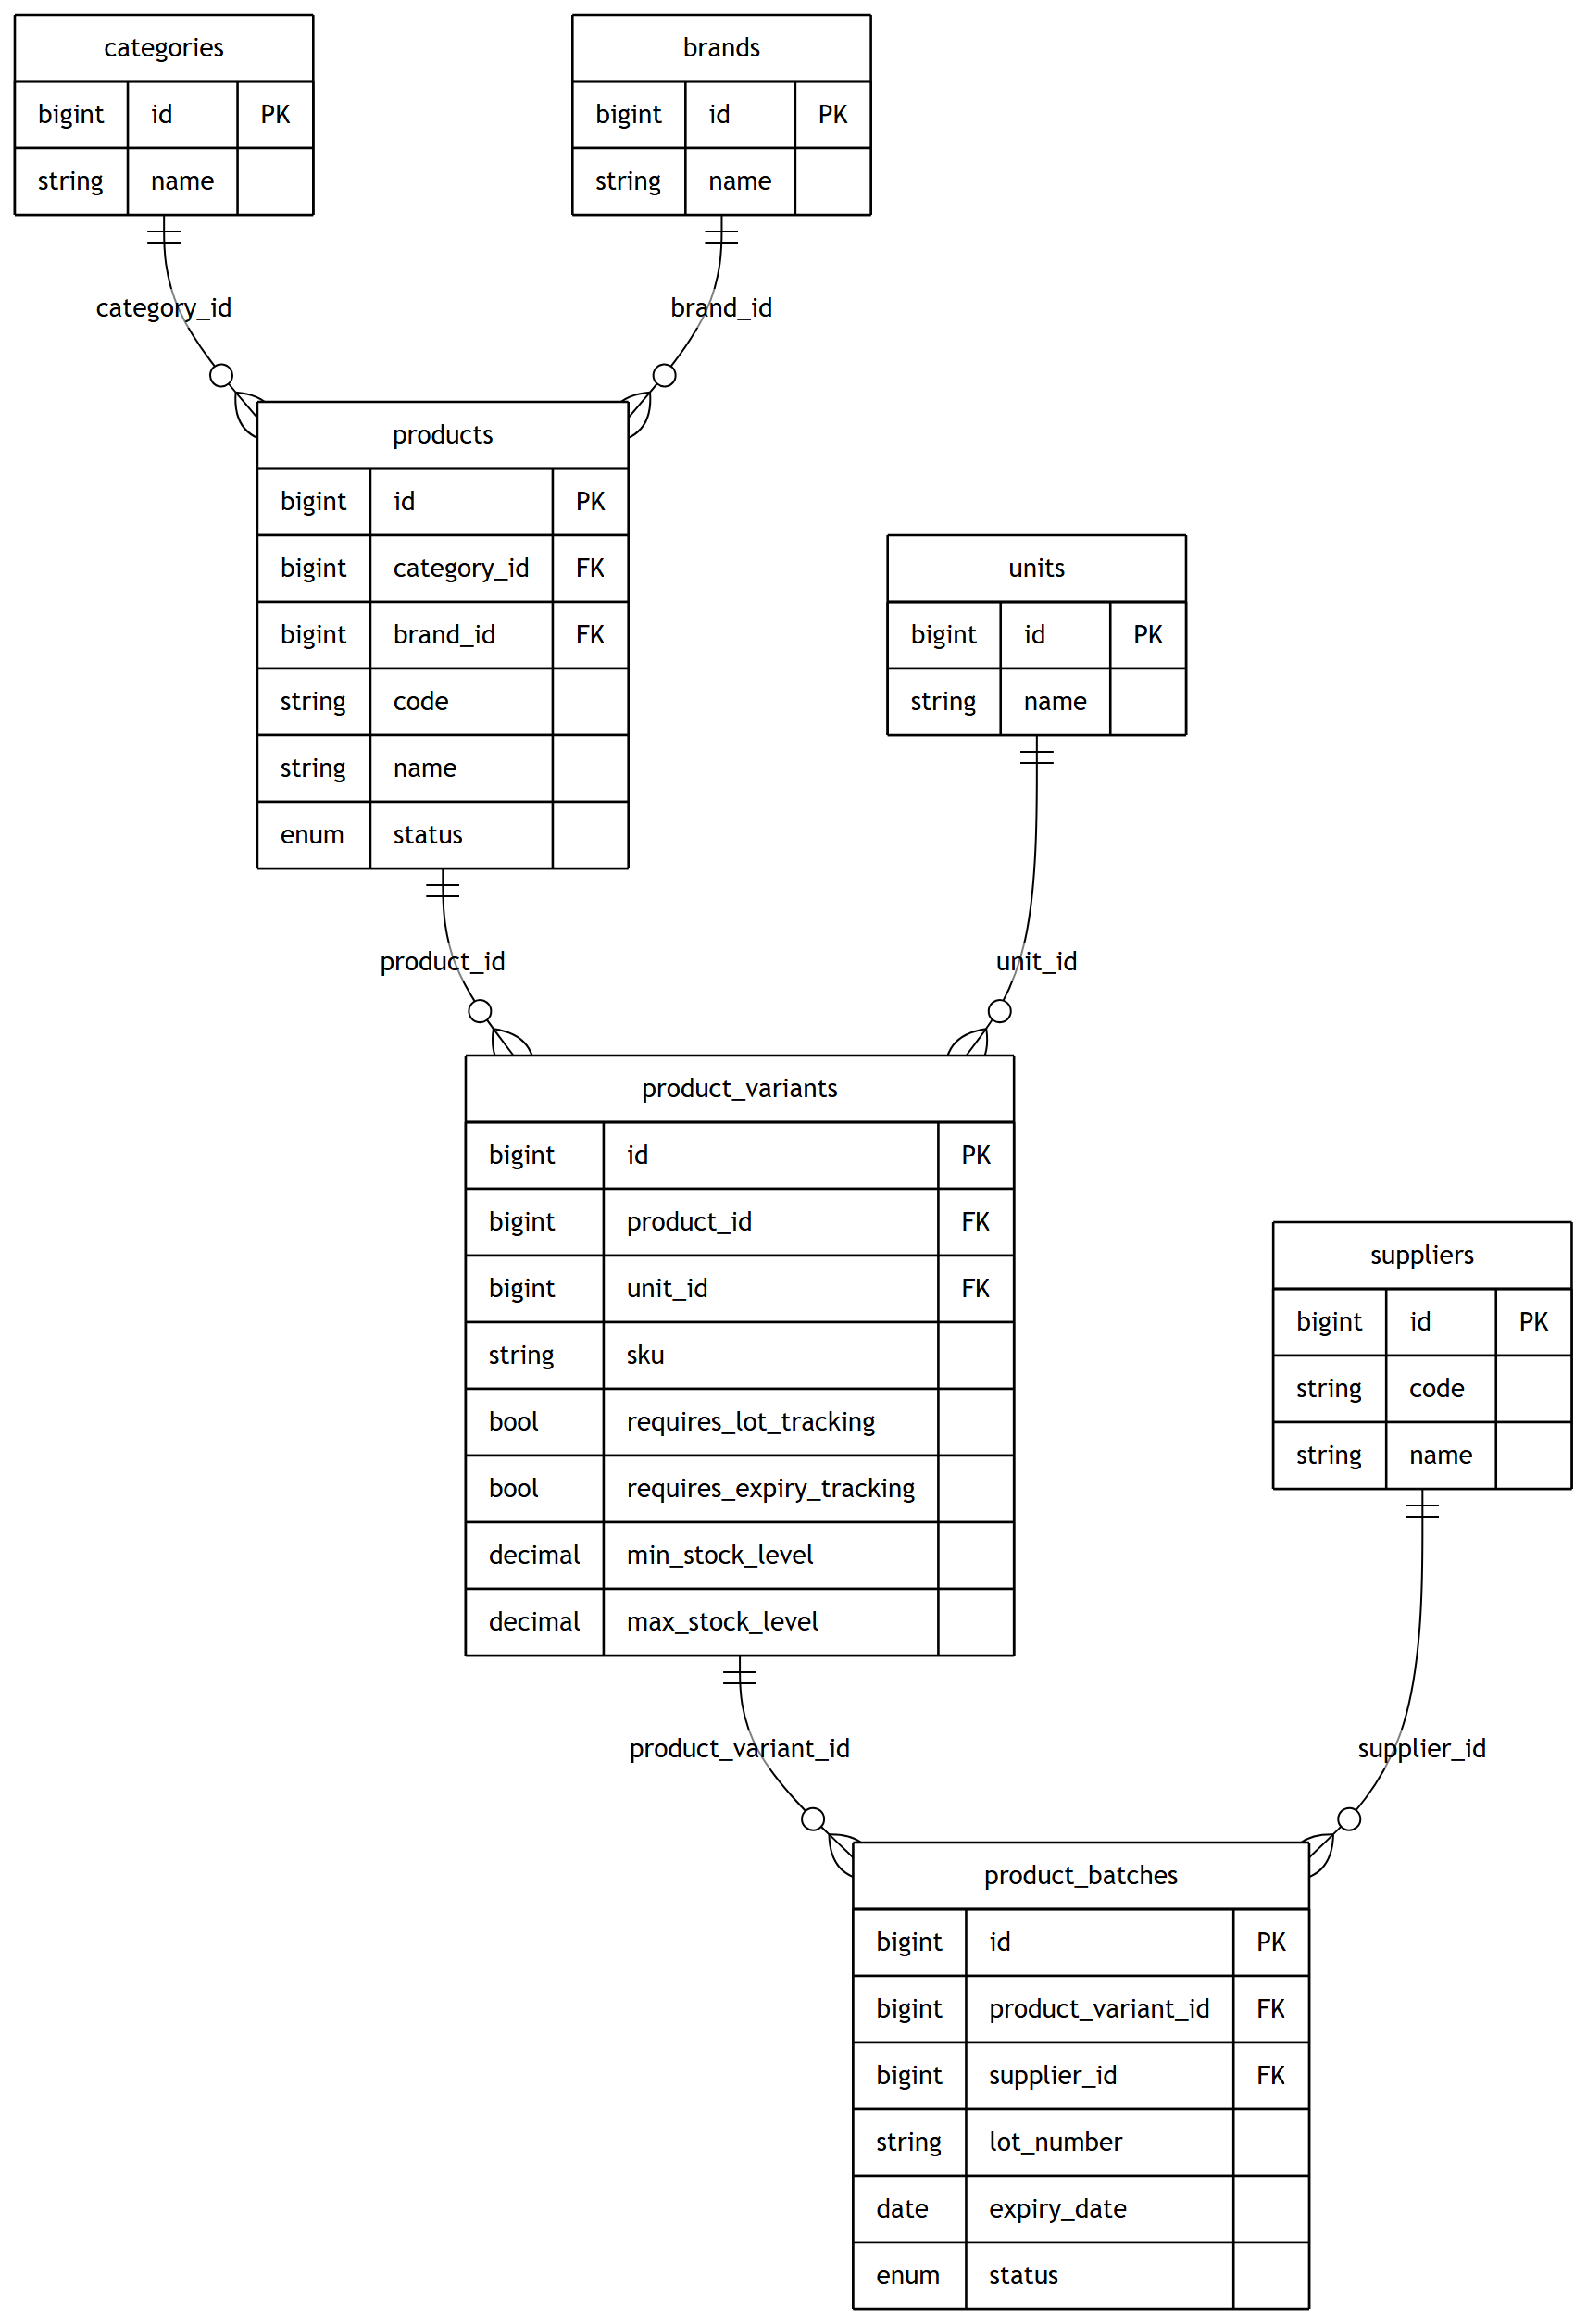 categories
bigint id PK
string name
brands
bigint id PK
string name
category_id
brand_id
products
bigint id PK
bigint category_id FK
bigint brand_id FK
string code
string name
enum status
units
bigint id PK
string name
product_id
unit_id
product_variants
bigint id PK
bigint product_id FK
bigint unit_id FK
string sku
bool requires_lot_tracking
bool requires_expiry_tracking
decimal min_stock_level
decimal max_stock_level
suppliers
bigint id PK
string code
string name
product_variant_id
supplier_id
product_batches
bigint id PK
bigint product_variant_id FK
bigint supplier_id FK
string lot_number
date expiry_date
enum status